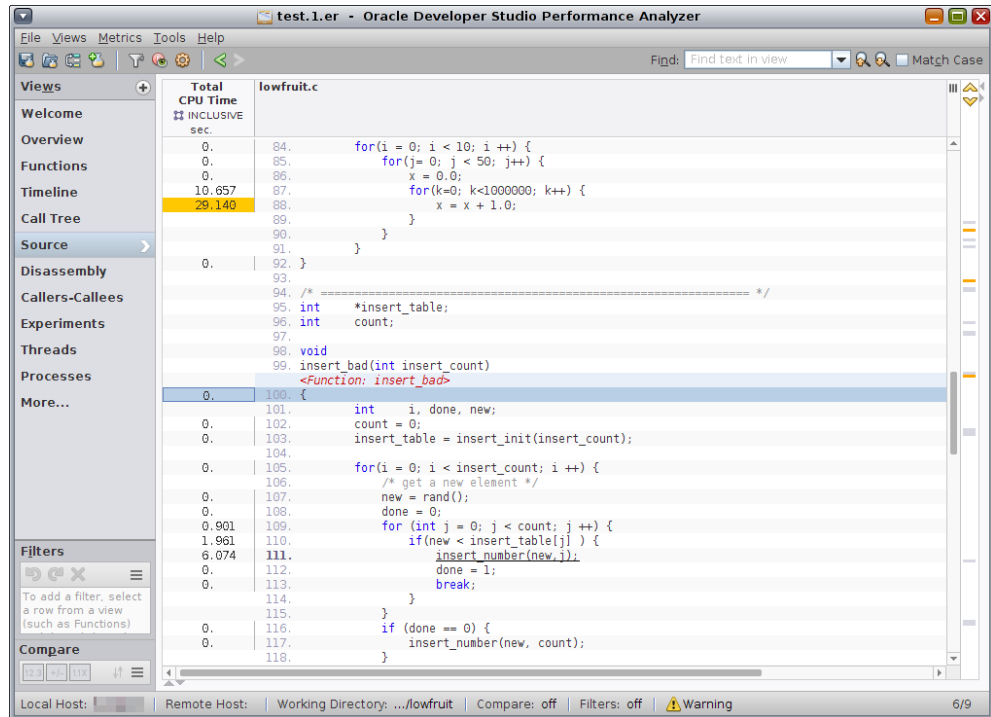 test.1.er - Oracle Developer Studio Performance Analyzer
File Views Metrics Tools Help
Find: Find text in view Match Case
Views
Welcome
Overview
Functions
Timeline
Call Tree
Source
Disassembly
Callers-Callees
Experiments
Threads
Processes
More...
Filters
To add a filter, select
a row from a view
(such as Functions)
Compare
12.3 +/- 1.1X
Total lowfruit.c
CPU Time
INCLUSIVE
sec.
0. 84. for(i = 0; i < 10; i ++) {
0. 85. for(j= 0; j < 50; j++) {
0. 86. x = 0.0;
10.657 87. for(k=0; k<1000000; k++) {
29.140 88. x = x + 1.0;
89. }
90. }
91. }
0. 92. }
93.
94. /* =============================================================== */
95. int *insert_table;
96. int count;
97.
98. void
99. insert_bad(int insert_count)
<Function: insert_bad>
0. 100. {
101. int i, done, new;
0. 102. count = 0;
0. 103. insert_table = insert_init(insert_count);
104.
0. 105. for(i = 0; i < insert_count; i ++) {
106. /* get a new element */
0. 107. new = rand();
0. 108. done = 0;
0.901 109. for (int j = 0; j < count; j ++) {
1.961 110. if(new < insert_table[j] ) {
6.074 111. insert_number(new,j);
0. 112. done = 1;
0. 113. break;
114. }
115. }
0. 116. if (done == 0) {
0. 117. insert_number(new, count);
118. }
Local Host: Remote Host: Working Directory: .../lowfruit Compare: off Filters: off Warning 6/9